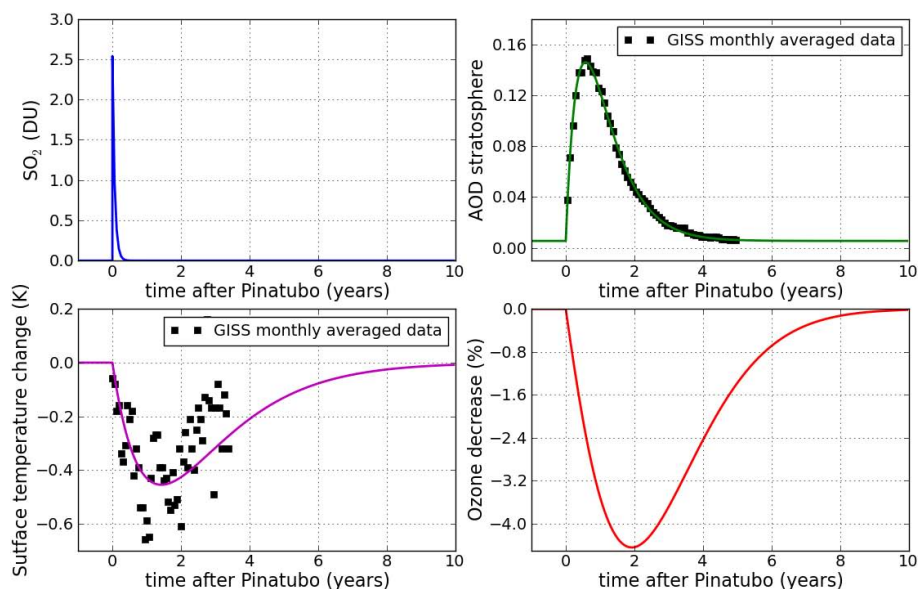 3.0
2.5
2.0
1.5
1.0
0.5
0.0
SO₂ (DU)
0 2 4 6 8 10
time after Pinatubo (years)
GISS monthly averaged data
0.16
0.12
0.08
0.04
0.00
AOD stratosphere
0 2 4 6 8 10
time after Pinatubo (years)
GISS monthly averaged data
0.2
0.0
−0.2
−0.4
−0.6
Sutface temperature change (K)
0 2 4 6 8 10
time after Pinatubo (years)
0.0
−0.8
−1.6
−2.4
−3.2
−4.0
Ozone decrease (%)
0 2 4 6 8 10
time after Pinatubo (years)